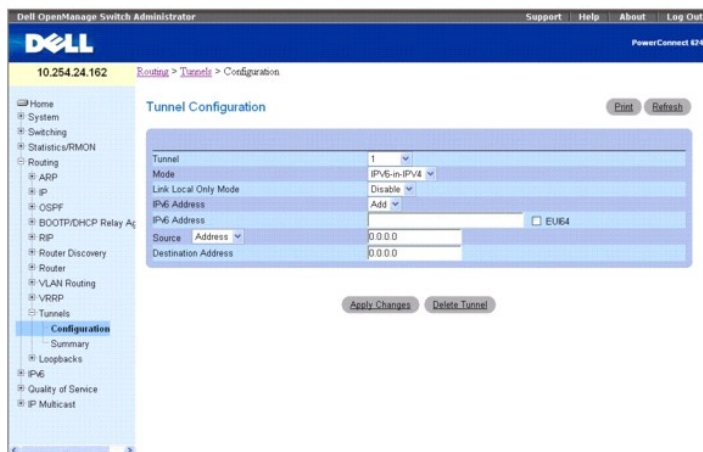 Dell OpenManage Switch Administrator
Support Help About Log Out
DELL
PowerConnect 624
10.254.24.162
Routing > Tunnels > Configuration
Home
System
Switching
Statistics/RMON
Routing
ARP
IP
OSPF
BOOTP/DHCP Relay Ag
RIP
Router Discovery
Router
VLAN Routing
VRRP
Tunnels
Configuration
Summary
Loopbacks
IPv6
Quality of Service
IP Multicast
Tunnel Configuration
Print Refresh
Tunnel 1
Mode IPV6-in-IPV4
Link Local Only Mode Disable
IPv6 Address Add
IPv6 Address EUI64
Source Address 0.0.0.0
Destination Address 0.0.0.0
Apply Changes Delete Tunnel